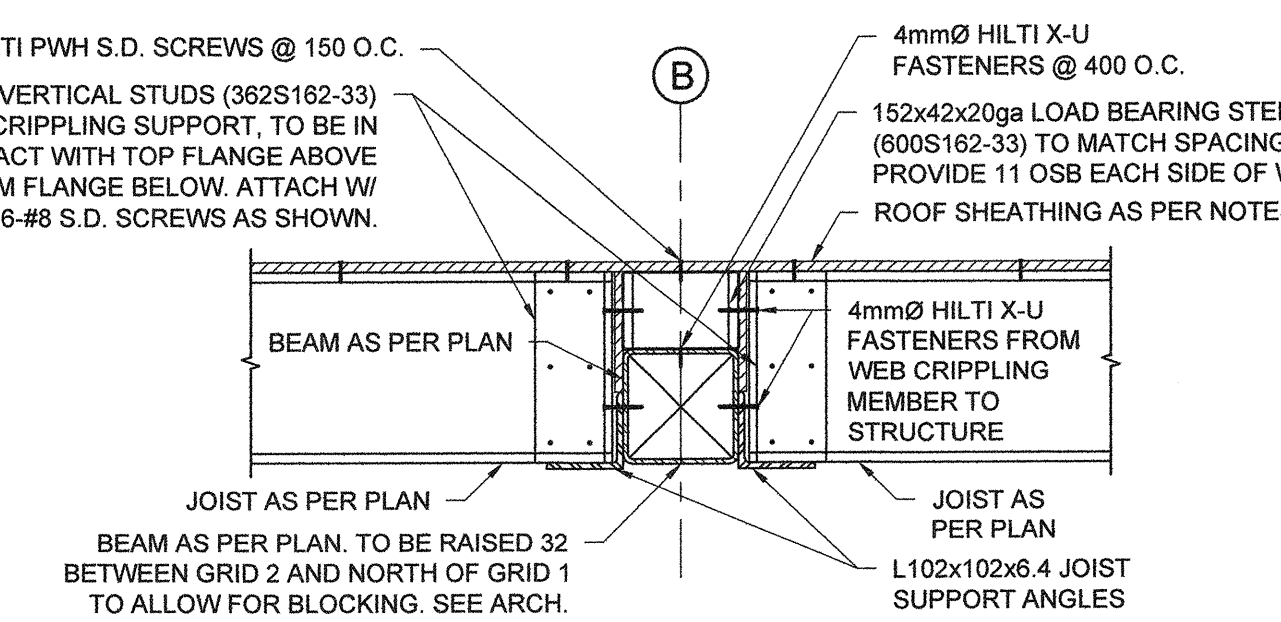 TI PWH S.D. SCREWS @ 150 O.C.
VERTICAL STUDS (362S162-33)
CRIPPLING SUPPORT, TO BE IN
ACT WITH TOP FLANGE ABOVE
M FLANGE BELOW. ATTACH W/
6-#8 S.D. SCREWS AS SHOWN.
B
4mmØ HILTI X-U
FASTENERS @ 400 O.C.
152x42x20ga LOAD BEARING STE
(600S162-33) TO MATCH SPACING
PROVIDE 11 OSB EACH SIDE OF
ROOF SHEATHING AS PER NOTE
BEAM AS PER PLAN
4mmØ HILTI X-U
FASTENERS FROM
WEB CRIPPLING
MEMBER TO
STRUCTURE
JOIST AS PER PLAN
BEAM AS PER PLAN. TO BE RAISED 32
BETWEEN GRID 2 AND NORTH OF GRID 1
TO ALLOW FOR BLOCKING. SEE ARCH.
JOIST AS
PER PLAN
L102x102x6.4 JOIST
SUPPORT ANGLES